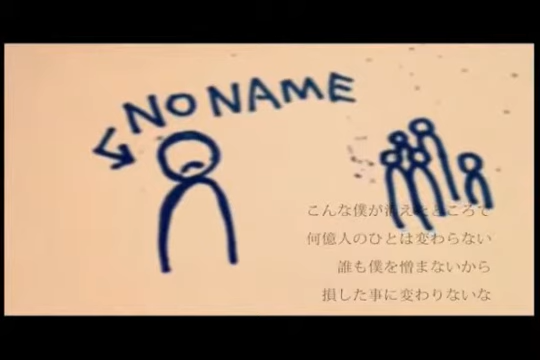 NO NAME
こんな僕が消えたところで
何億人のひとは変わらない
誰も僕を憎まないから
損した事に変わりないな